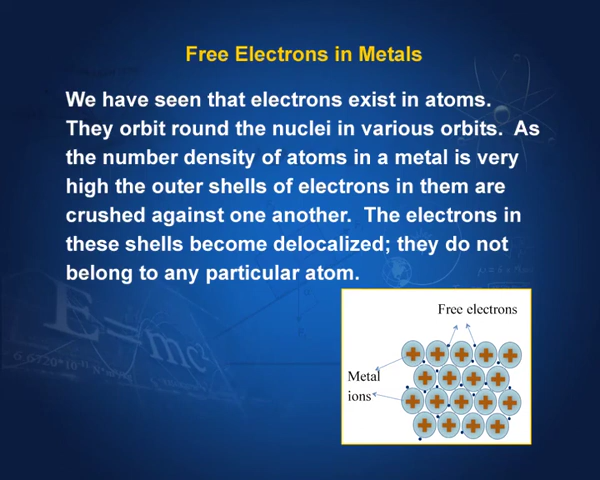 Free Electrons in Metals
We have seen that electrons exist in atoms.
They orbit round the nuclei in various orbits.  As
the number density of atoms in a metal is very
high the outer shells of electrons in them are
crushed against one another.  The electrons in
these shells become delocalized; they do not
belong to any particular atom.
Free electrons
Metal
ions
E=mc²